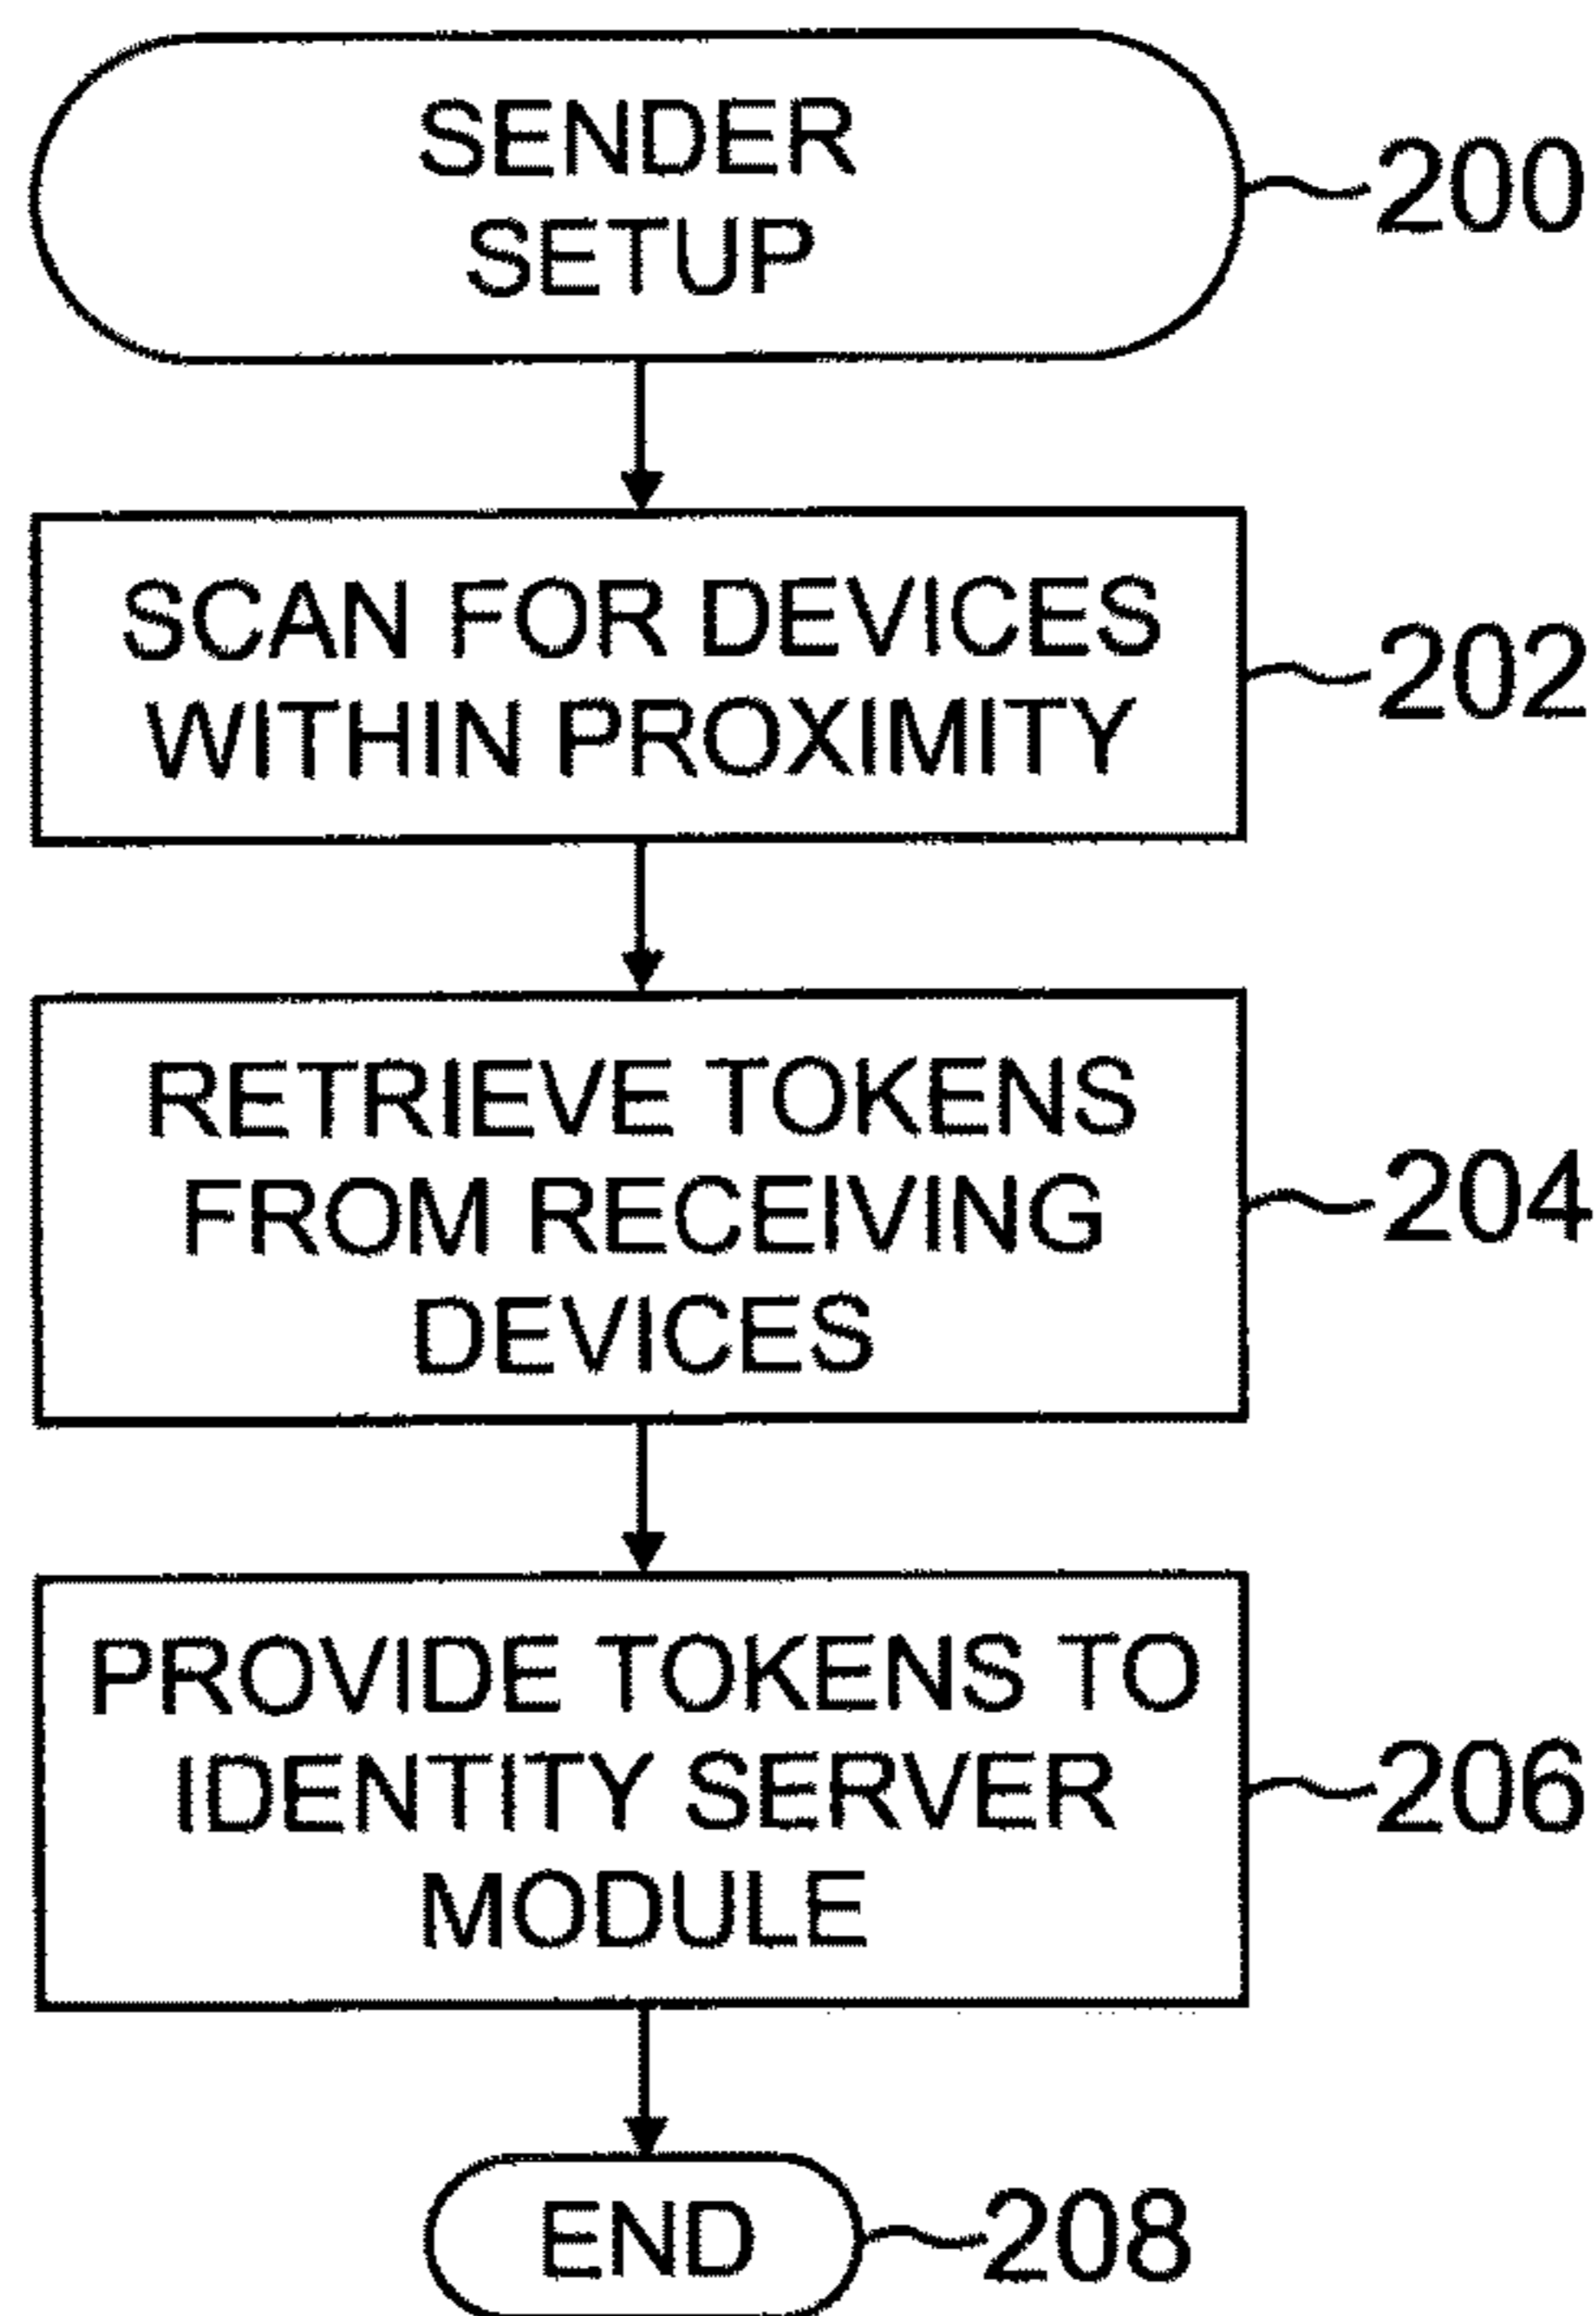 SENDER
SETUP
200
SCAN FOR DEVICES
WITHIN PROXIMITY
202
RETRIEVE TOKENS
FROM RECEIVING
DEVICES
204
PROVIDE TOKENS TO
IDENTITY SERVER
MODULE
206
END
208